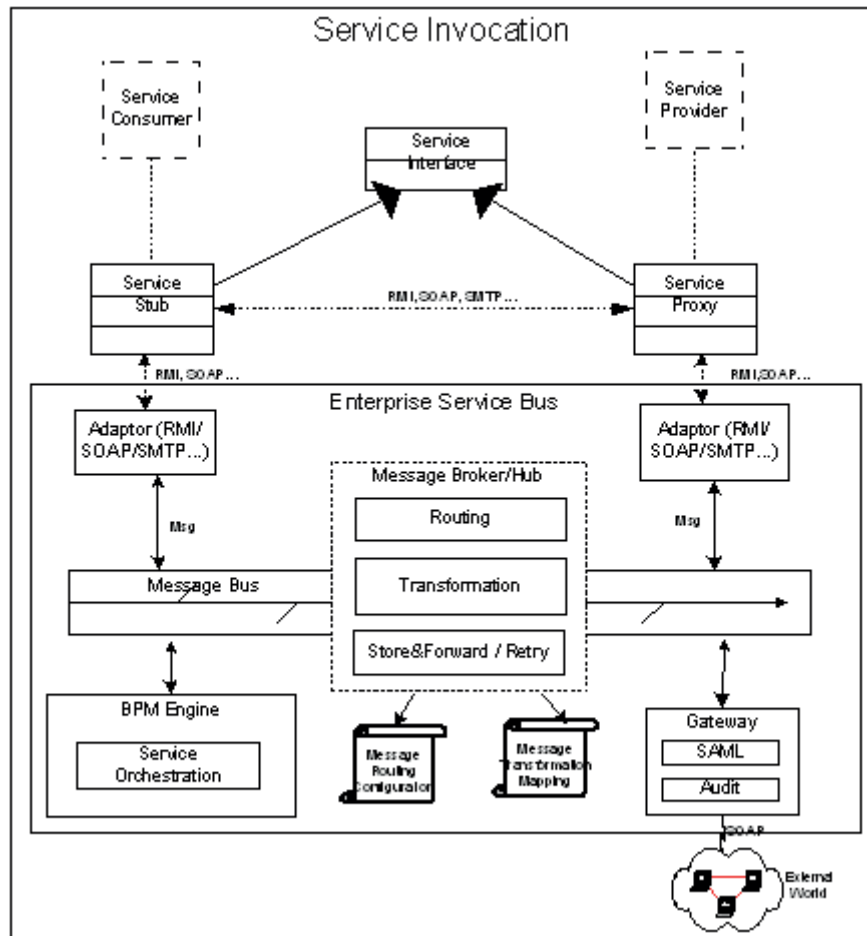 Service Invocation
Service
Consumer
Service
Provider
Service
Interface
Service
Stub
RMI,SOAP, SMTP...
Service
Proxy
RMI, SOAP...
RMI,SOAP...
Enterprise Service Bus
Adaptor (RMI/
SOAP/SMTP...)
Adaptor (RMI/
SOAP/SMTP...)
Message Broker/Hub
Routing
Msg
Msg
Message Bus
Transformation
Store&Forward / Retry
BPM Engine
Service
Orchestration
Message
Routing
Configurator
Message
Transformation
Mapping
Gateway
SAML
Audit
SOAP
External
World